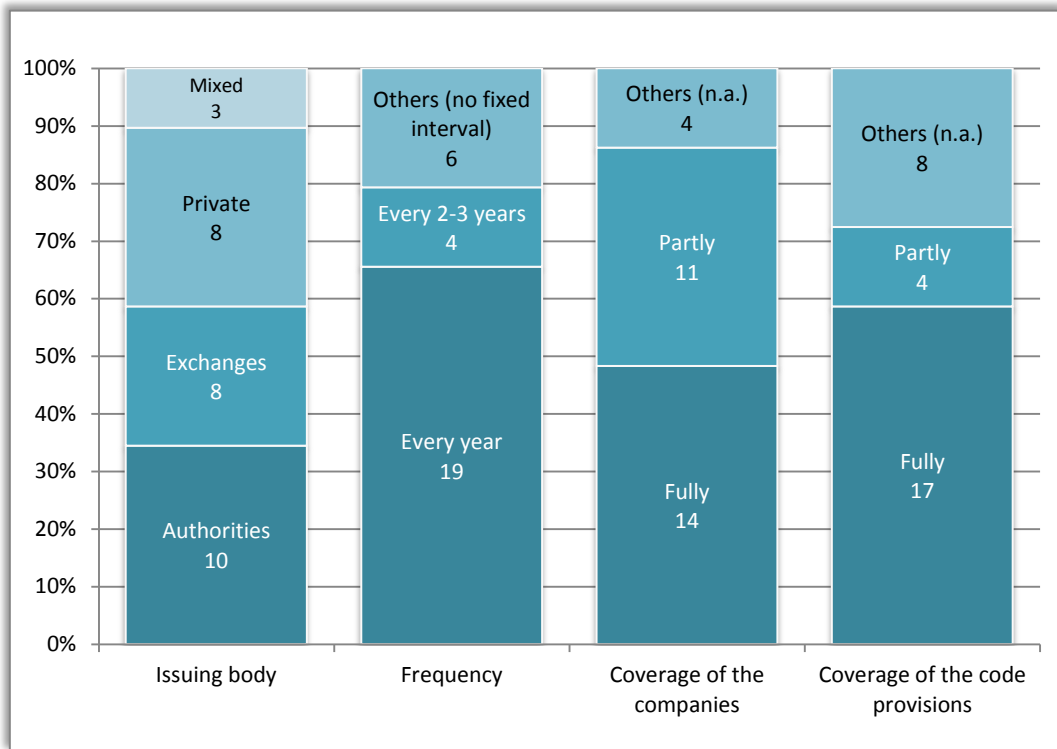 100%
90%
80%
70%
60%
50%
40%
30%
20%
10%
0%
Mixed
3
Private
8
Exchanges
8
Authorities
10
Others (no fixed
interval)
6
Every 2-3 years
4
Every year
19
Others (n.a.)
4
Partly
11
Fully
14
Others (n.a.)
8
Partly
4
Fully
17
Issuing body
Frequency
Coverage of the
companies
Coverage of the code
provisions